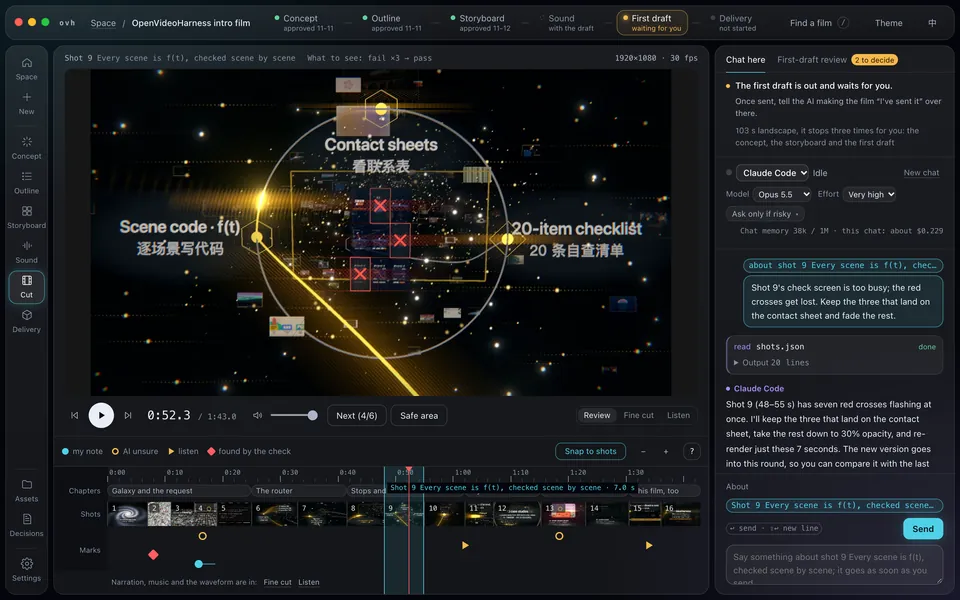 ovh Space / OpenVideoHarness intro film
Concept
approved 11-11
Outline
approved 11-11
Storyboard
approved 11-12
Sound
with the draft
First draft
waiting for you
Delivery
not started
Find a film /
Theme
中
Space
New
Concept
Outline
Storyboard
Sound
Cut
Delivery
Assets
Decisions
Settings
Shot 9 Every scene is f(t), checked scene by scene What to see: fail ×3 → pass
1920×1080 · 30 fps
Contact sheets
看联系表
Scene code · f(t)
逐场景写代码
20-item checklist
20 条自查清单
0:52.3 / 1:43.0
Next (4/6)
Safe area
Review
Fine cut
Listen
my note
AI unsure
listen
found by the check
Snap to shots
−
+
?
0:00 0:10 0:20 0:30 0:40 1:00 1:10 1:20 1:30
Chapters
Galaxy and the request
The router
Stops and
his film, too
Shot 9 Every scene is f(t), checked scene by scene · 7.0 s
Shots
1 2 3 4 5 6 7 8 9 10 11 12 13 14 15 16
Marks
Narration, music and the waveform are in: Fine cut Listen
Chat here
First-draft review 2 to decide
The first draft is out and waits for you.
Once sent, tell the AI making the film “I’ve sent it” over
there.
103 s landscape, it stops three times for you: the
concept, the storyboard and the first draft
Claude Code
Idle
New chat
Model Opus 5.5 Effort Very high
Ask only if risky
Chat memory 38k / 1M · this chat: about $0.229
about shot 9 Every scene is f(t), chec…
Shot 9's check screen is too busy; the red
crosses get lost. Keep the three that land on
the contact sheet and fade the rest.
read shots.json done
▸ Output 20 lines
Claude Code
Shot 9 (48–55 s) has seven red crosses flashing at
once. I'll keep the three that land on the contact
sheet, take the rest down to 30% opacity, and re-
render just these 7 seconds. The new version goes
into this round, so you can compare it with the last
About
Shot 9 Every scene is f(t), checked scene…
↩ send · ⇧↩ new line
Send
Say something about shot 9 Every scene is f(t),
checked scene by scene; it goes as soon as you
send